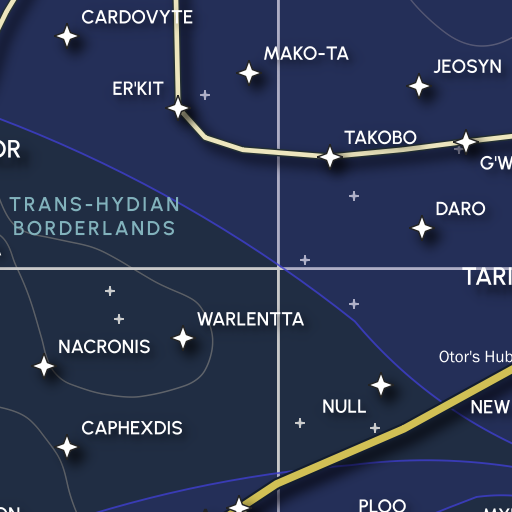 CARDOVYTE
MAKO-TA
JEOSYN
ER'KIT
TAKOBO
OR
G'W
TRANS-HYDIAN
BORDERLANDS
DARO
TARI
WARLENTTA
NACRONIS
Otor's Hub
NULL
NEW
CAPHEXDIS
PLOO